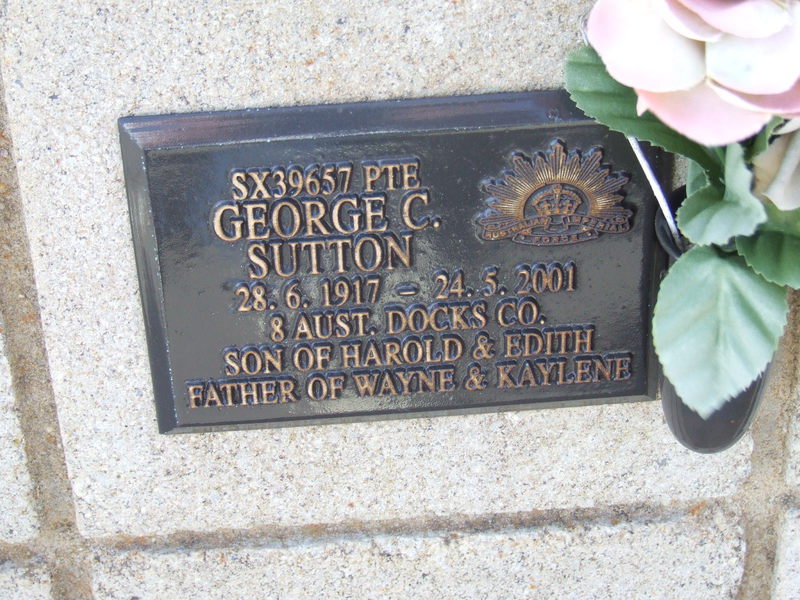 SX39657 PTE
GEORGE C.
SUTTON
28. 6. 1917 - 24. 5. 2001
8 AUST. DOCKS CO.
SON OF HAROLD & EDITH
FATHER OF WAYNE & KAYLENE